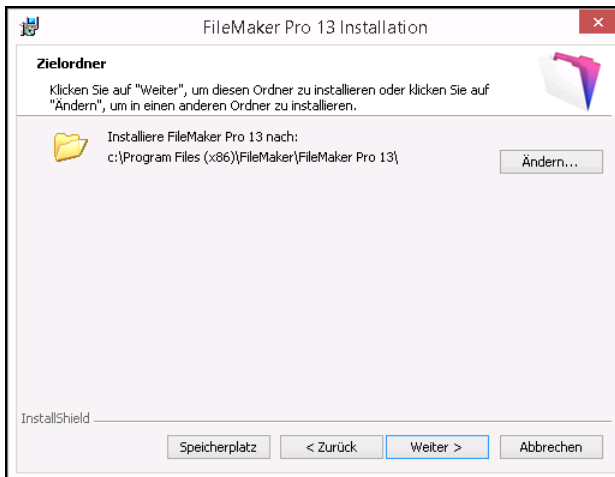 FileMaker Pro 13 Installation
Zielordner
Klicken Sie auf "Weiter", um diesen Ordner zu installieren oder klicken Sie auf
"Ändern", um in einen anderen Ordner zu installieren.
Installiere FileMaker Pro 13 nach:
c:\Program Files (x86)\FileMaker\FileMaker Pro 13\
Ändern...
InstallShield
Speicherplatz
< Zurück
Weiter >
Abbrechen